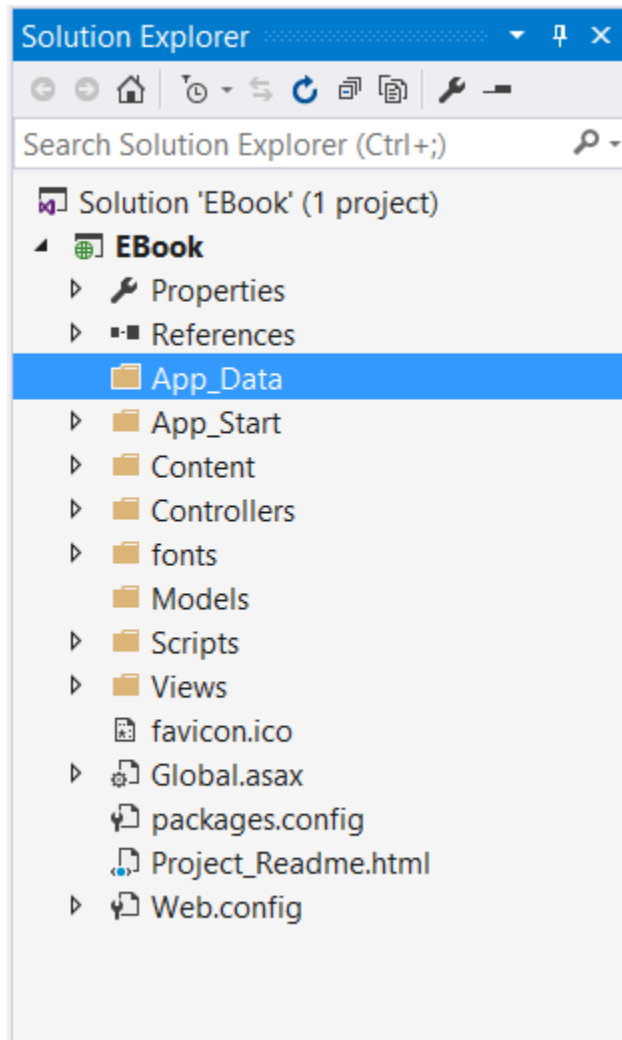 Solution Explorer
Search Solution Explorer (Ctrl+;)
Solution 'EBook' (1 project)
EBook
Properties
References
App_Data
App_Start
Content
Controllers
fonts
Models
Scripts
Views
favicon.ico
Global.asax
packages.config
Project_Readme.html
Web.config